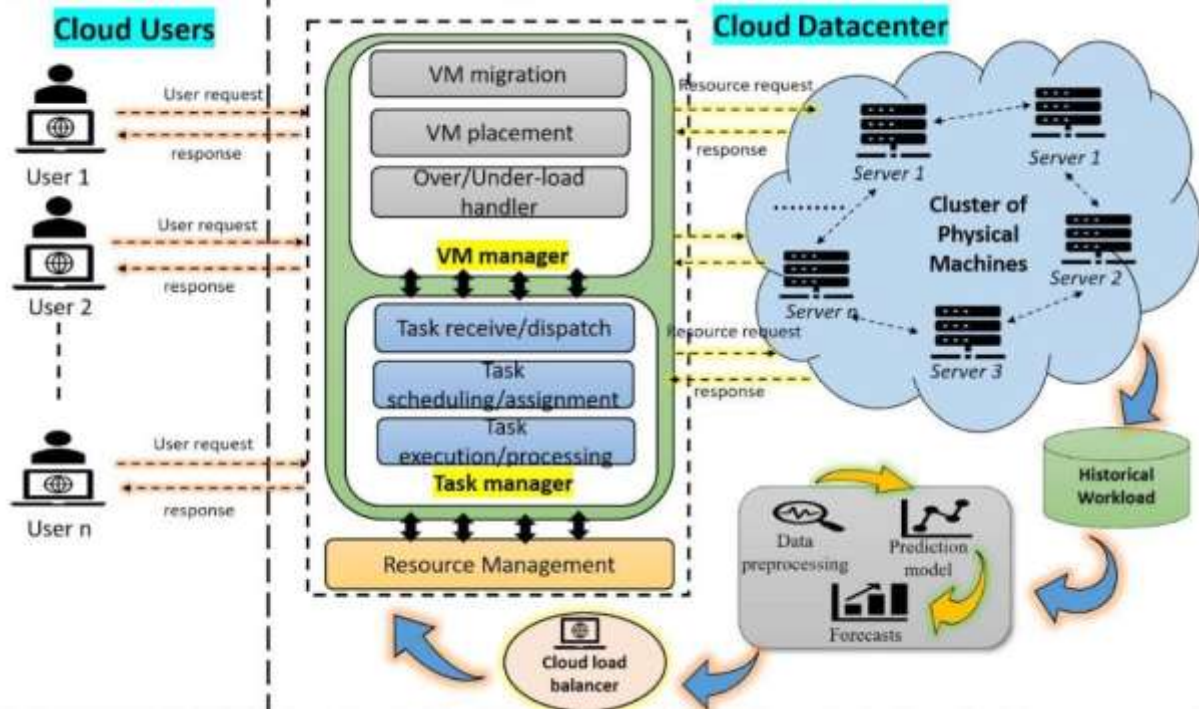 Cloud Users
Cloud Datacenter
User request
response
User 1
User request
response
User 2
User request
response
User n
VM migration
VM placement
Over/Under-load
handler
VM manager
Task receive/dispatch
Task
scheduling/assignment
Task
execution/processing
Task manager
Resource Management
Resource request
response
Resource request
response
Server 1
Server 1
Cluster of
Physical
Machines
Server 2
Server n
Server 3
Historical
Workload
Data
preprocessing
Prediction
model
Forecasts
Cloud load
balancer